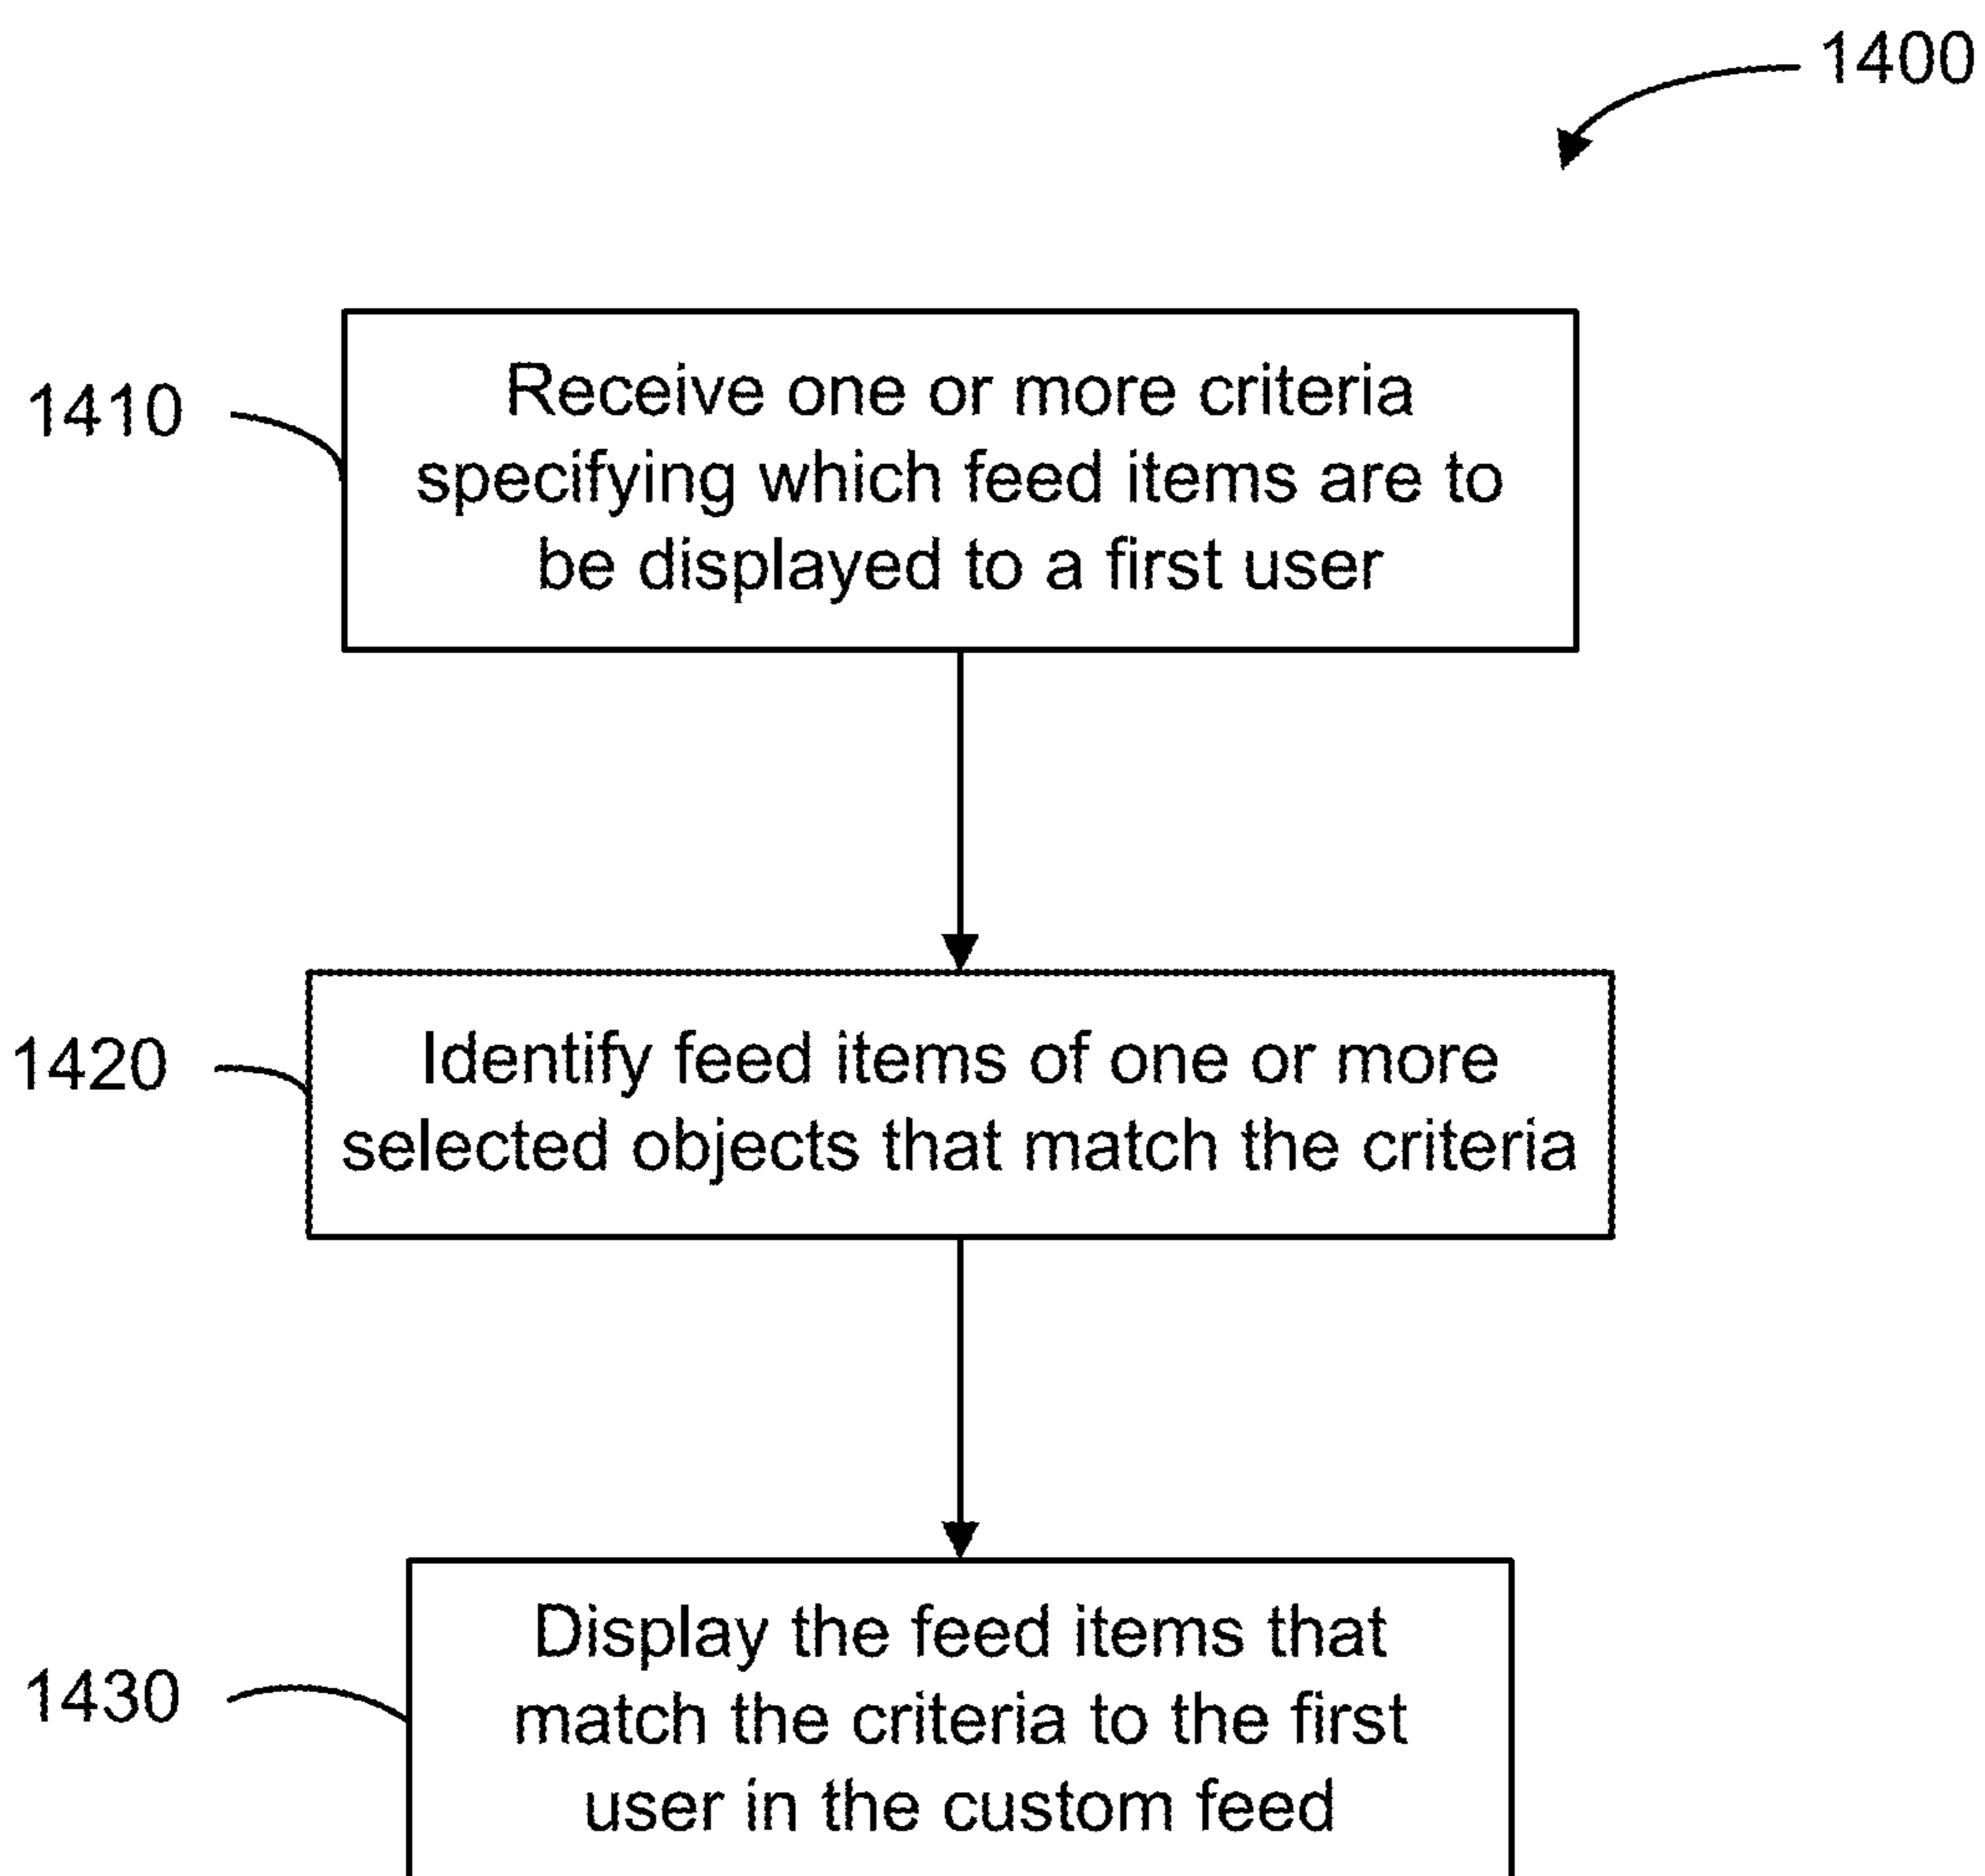 1400
1410
Receive one or more criteria
specifying which feed items are to
be displayed to a first user
1420
Identify feed items of one or more
selected objects that match the criteria
1430
Display the feed items that
match the criteria to the first
user in the custom feed